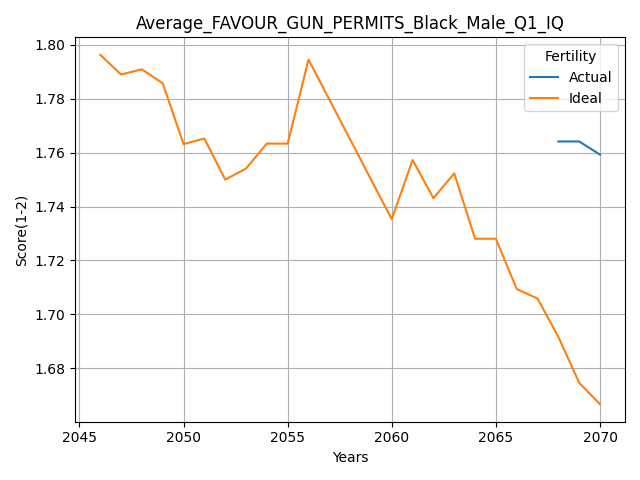 Average_FAVOUR_GUN_PERMITS_Black_Male_Q1_IQ
Fertility
Actual
Ideal
Score(1-2)
1.80
1.78
1.76
1.74
1.72
1.70
1.68
2045 2050 2055 2060 2065 2070
Years